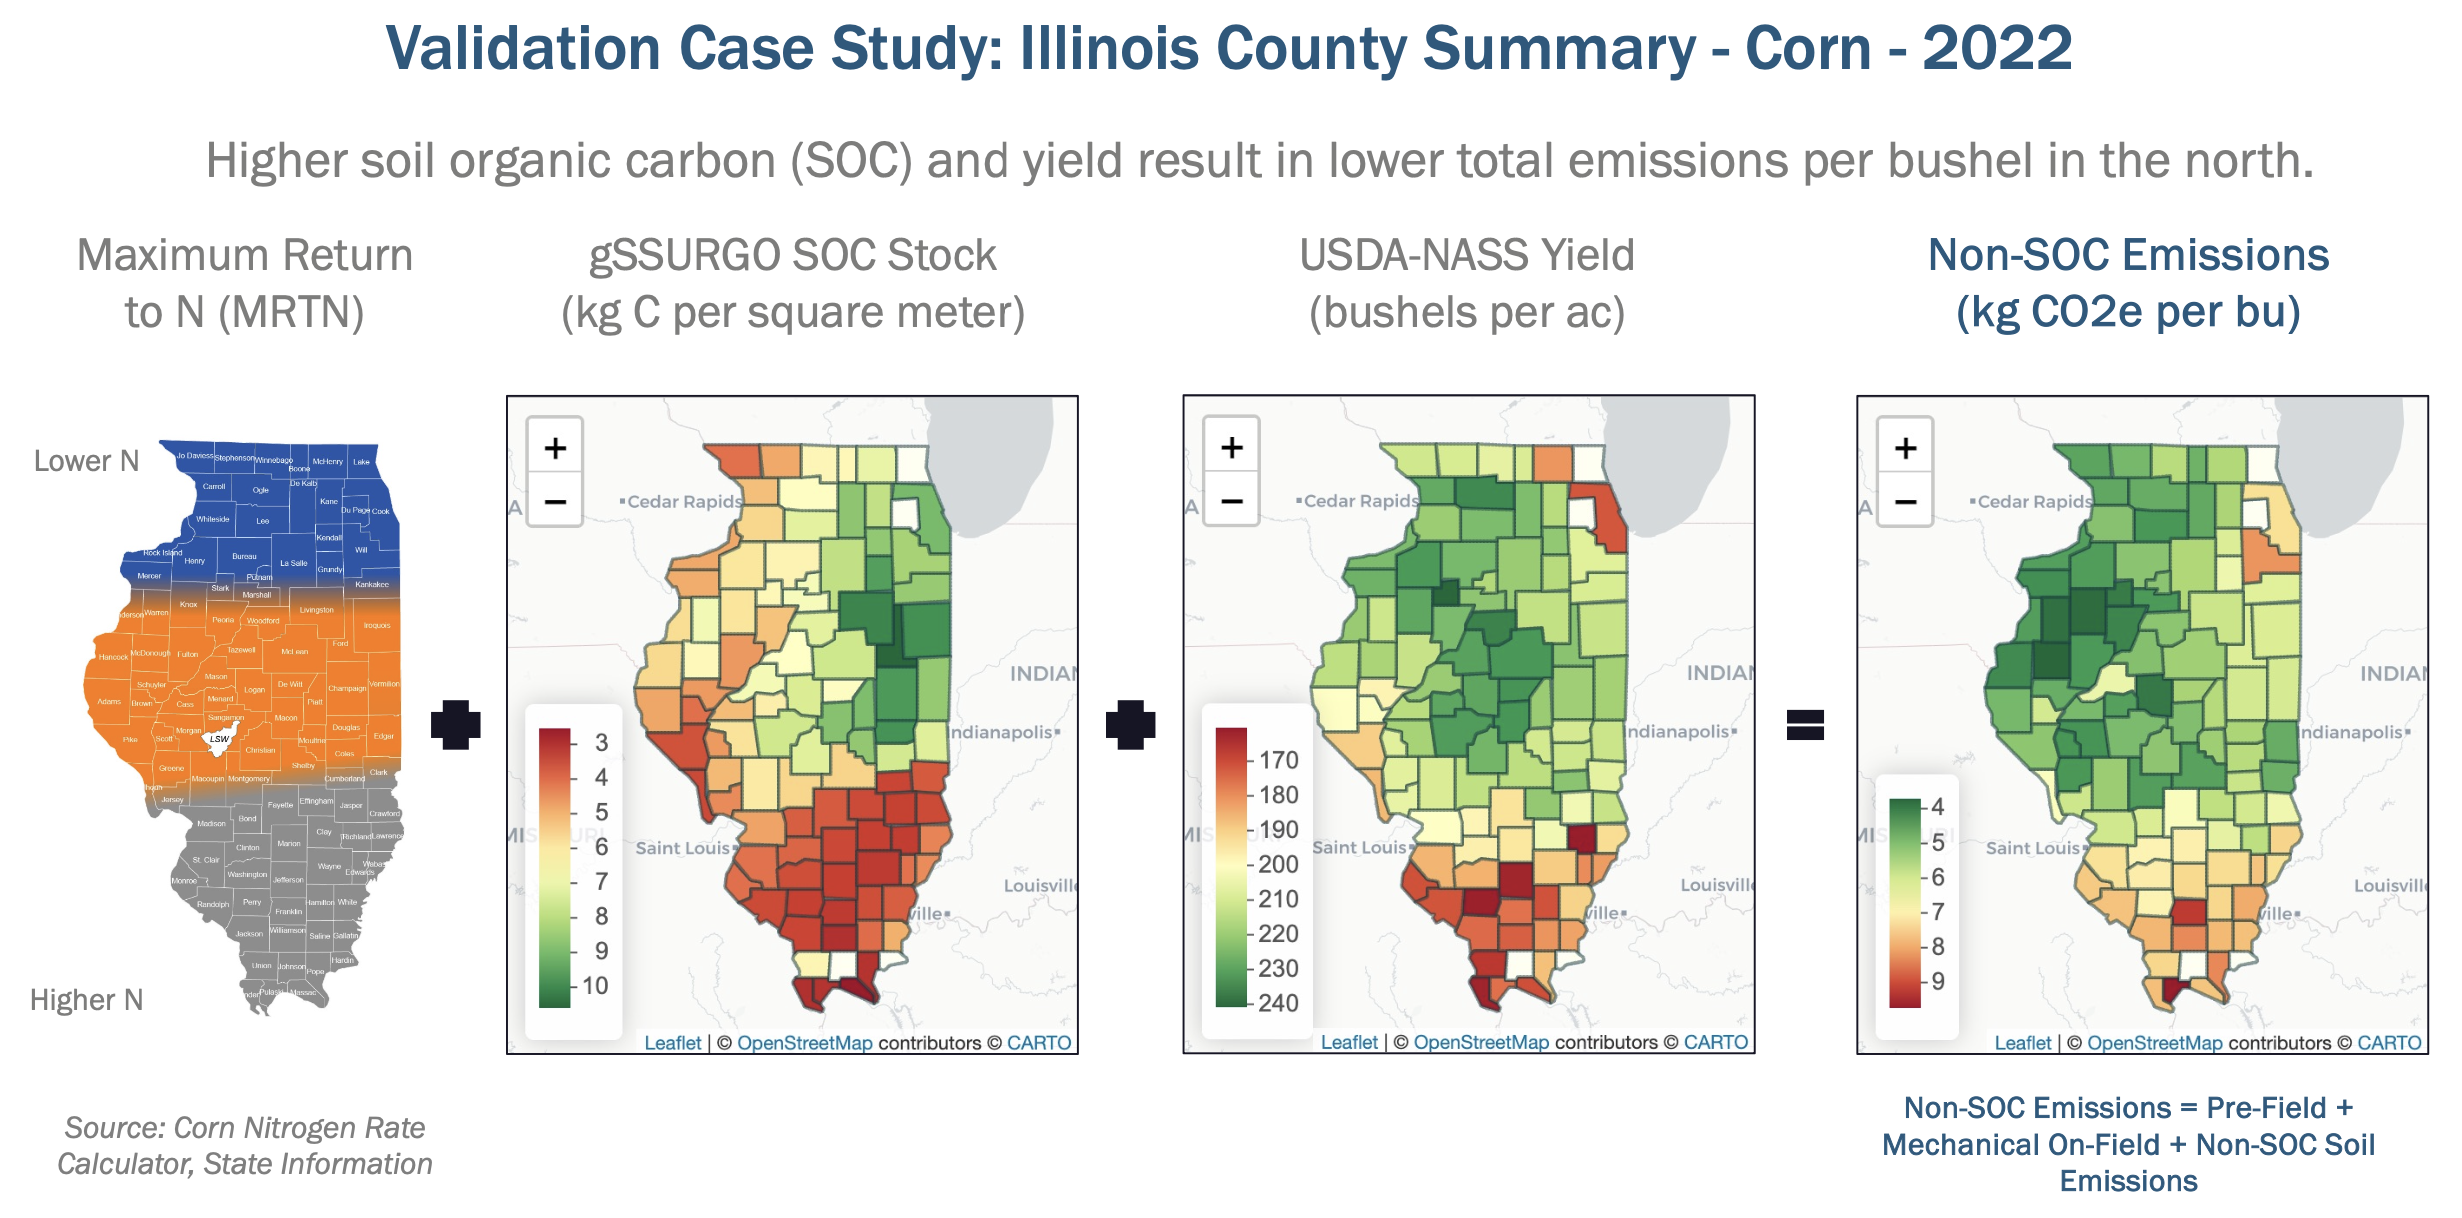 Validation Case Study: Illinois County Summary - Corn - 2022
Higher soil organic carbon (SOC) and yield result in lower total emissions per bushel in the north.
Maximum Return
to N (MRTN)
Lower N
Jo Daviess Stephenson Winnebago Boone McHenry Lake
Carroll Ogle De Kalb Kane Du Page Cook
Whiteside Lee Kendall Will
Rock Island Henry Bureau La Salle Grundy
Mercer Putnam Kankakee
Stark Marshall
Warren Knox Peoria Woodford Livingston Iroquois
Hancock McDonough Fulton Tazewell McLean Ford
Schuyler Mason Logan De Witt Champaign Vermilion
Adams Brown Cass Menard Piatt
Sangamon Macon
Pike Scott Morgan LSW Christian Moultrie Douglas Edgar
Coles
Greene Macoupin Montgomery Shelby Cumberland Clark
Jersey Fayette Effingham Jasper Crawford
Madison Bond Clay Richland Lawrence
St. Clair Clinton Marion Wayne
Monroe Washington Jefferson Edwards
Randolph Perry Franklin Hamilton White
Jackson Williamson Saline Gallatin
Union Johnson Pope Hardin
Massac
Higher N
Source: Corn Nitrogen Rate
Calculator, State Information
gSSURGO SOC Stock
(kg C per square meter)
+
−
Cedar Rapids
INDIAN
Indianapolis
Saint Louis
Louisville
ville
3
4
5
6
7
8
9
10
Leaflet | © OpenStreetMap contributors © CARTO
USDA-NASS Yield
(bushels per ac)
+
−
Cedar Rapids
INDIAN
Indianapolis
Saint Louis
Louisville
ville
170
180
190
200
210
220
230
240
Leaflet | © OpenStreetMap contributors © CARTO
Non-SOC Emissions
(kg CO2e per bu)
+
−
Cedar Rapids
INDIAN
Indianapolis
Saint Louis
Louisville
ville
4
5
6
7
8
9
Leaflet | © OpenStreetMap contributors © CARTO
Non-SOC Emissions = Pre-Field +
Mechanical On-Field + Non-SOC Soil
Emissions